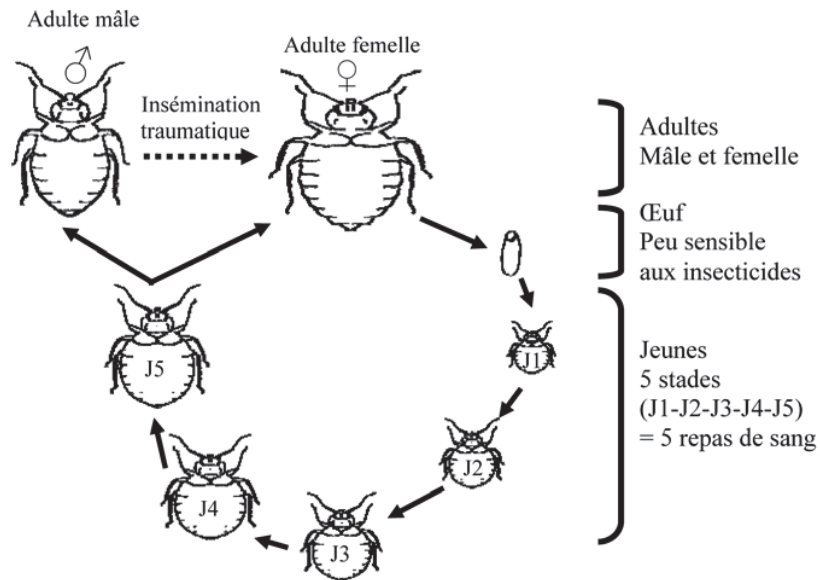 Adulte mâle
♂
Adulte femelle
♀
Insémination
traumatique
Adultes
Mâle et femelle
Œuf
Peu sensible
aux insecticides
J1
J2
J3
J4
J5
Jeunes
5 stades
(J1-J2-J3-J4-J5)
= 5 repas de sang